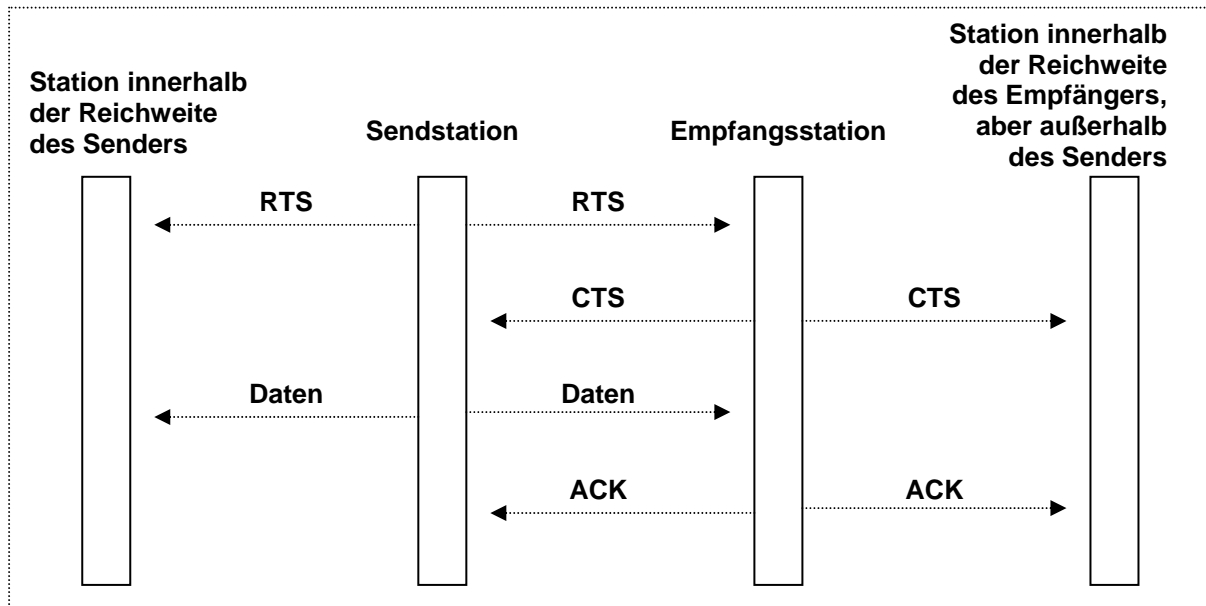 Station innerhalb
der Reichweite
des Senders
Sendstation
Empfangsstation
Station innerhalb
der Reichweite
des Empfängers,
aber außerhalb
des Senders
RTS
RTS
CTS
CTS
Daten
Daten
ACK
ACK